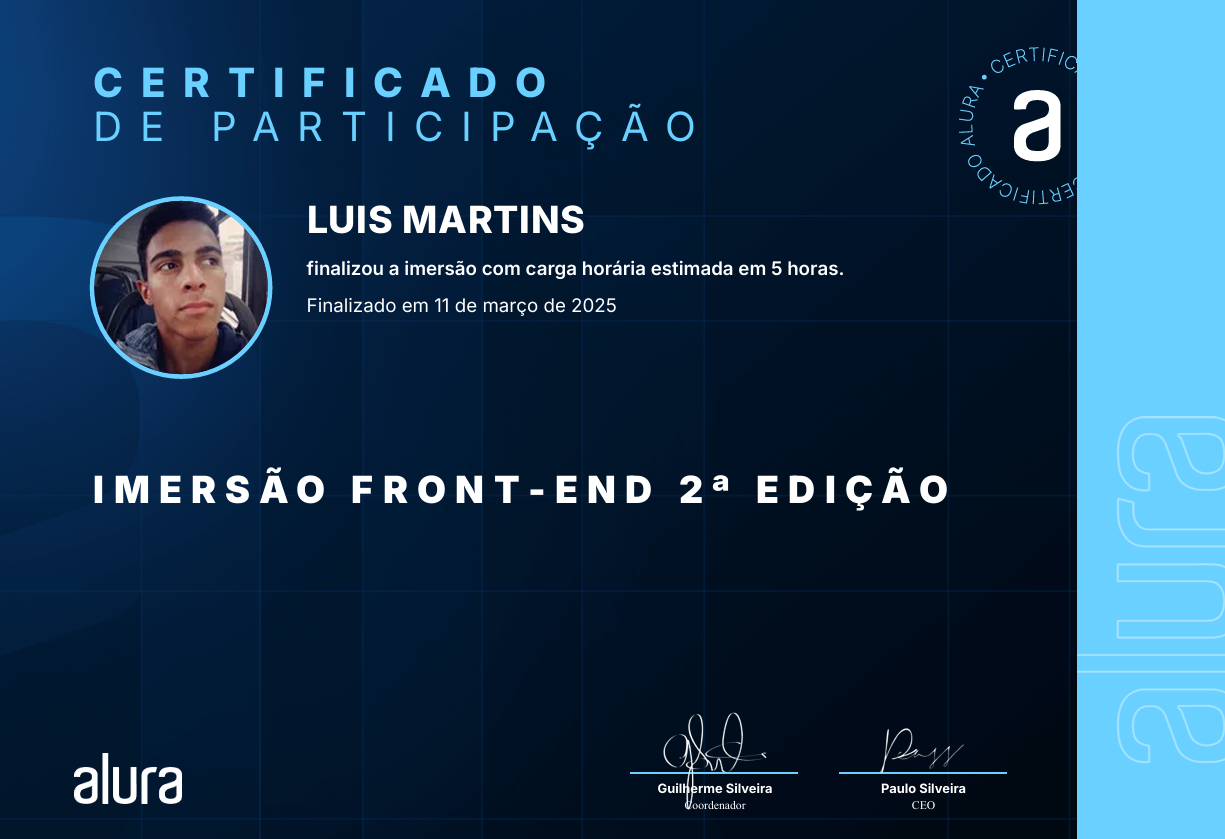 CERTIFICADO
DE PARTICIPAÇÃO
CERTIFICADO ALURA • CERTIFIC
a
LUIS MARTINS
finalizou a imersão com carga horária estimada em 5 horas.
Finalizado em 11 de março de 2025
IMERSÃO FRONT-END 2ª EDIÇÃO
alura
Guilherme Silveira
Coordenador
Paulo Silveira
CEO
alura